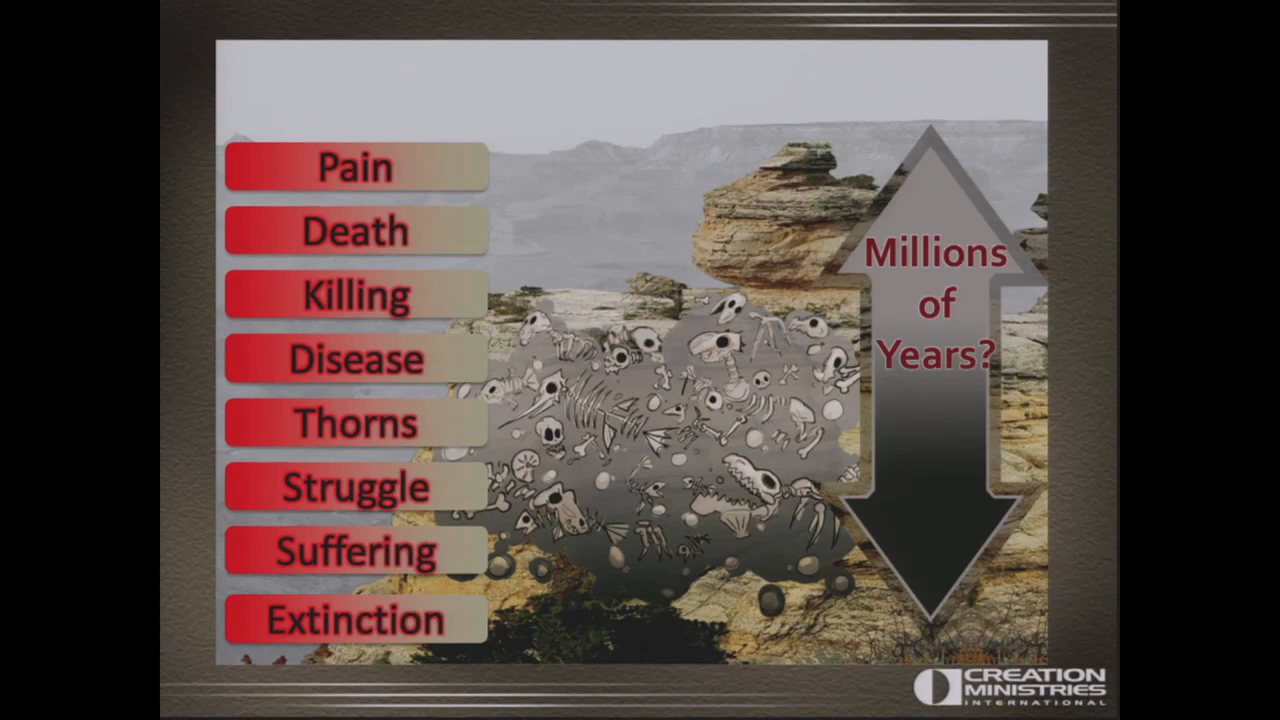 Pain
Death
Killing
Disease
Thorns
Struggle
Suffering
Extinction
Millions
of
Years?
CREATION
MINISTRIES
INTERNATIONAL